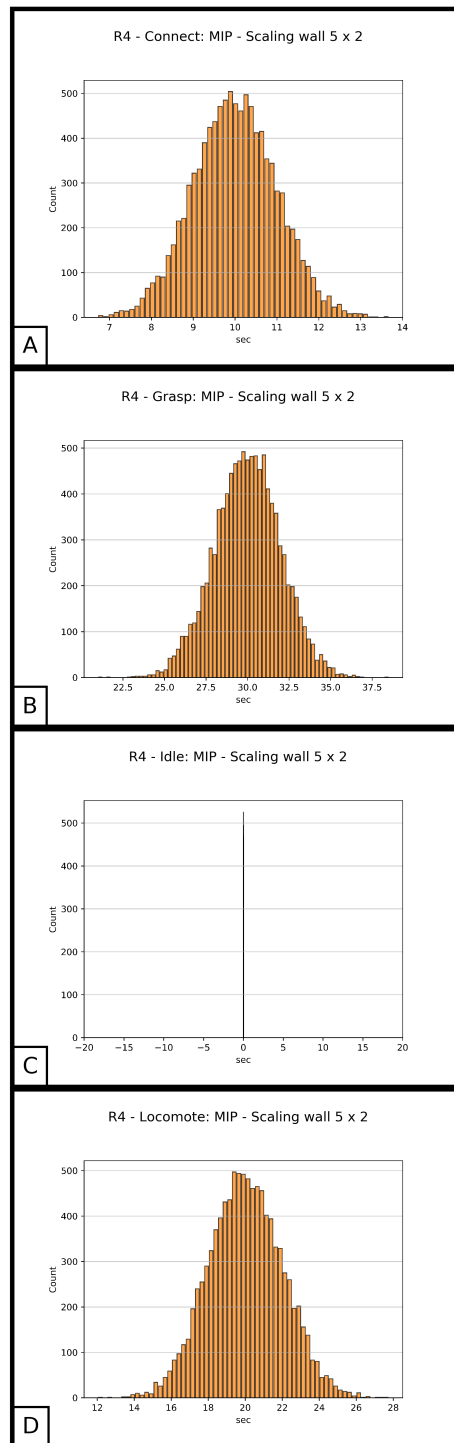 R4 - Connect: MIP - Scaling wall 5 x 2
500
400
300
200
100
0
Count
7 8 9 10 11 12 13 14
sec
A
R4 - Grasp: MIP - Scaling wall 5 x 2
500
400
300
200
100
0
Count
22.5 25.0 27.5 30.0 32.5 35.0 37.5
sec
B
R4 - Idle: MIP - Scaling wall 5 x 2
500
400
300
200
100
0
Count
−20 −15 −10 −5 0 5 10 15 20
sec
C
R4 - Locomote: MIP - Scaling wall 5 x 2
500
400
300
200
100
0
Count
12 14 16 18 20 22 24 26 28
sec
D